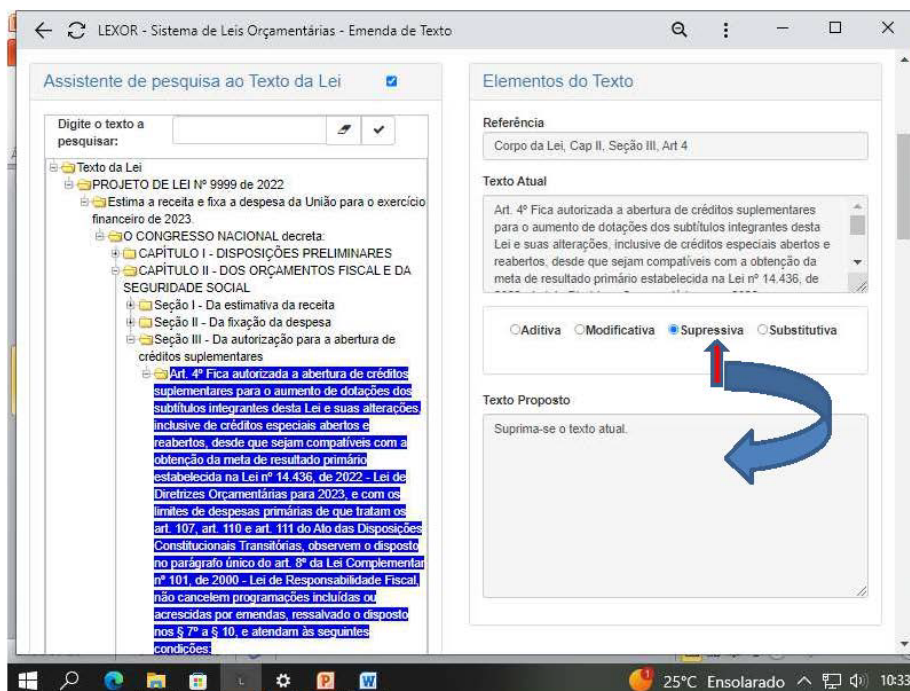 LEXOR - Sistema de Leis Orçamentárias - Emenda de Texto
Assistente de pesquisa ao Texto da Lei
Digite o texto a
pesquisar:
Texto da Lei
PROJETO DE LEI Nº 9999 de 2022
Estima a receita e fixa a despesa da União para o exercício
financeiro de 2023.
O CONGRESSO NACIONAL decreta:
CAPÍTULO I - DISPOSIÇÕES PRELIMINARES
CAPÍTULO II - DOS ORÇAMENTOS FISCAL E DA
SEGURIDADE SOCIAL
Seção I - Da estimativa da receita
Seção II - Da fixação da despesa
Seção III - Da autorização para a abertura de
créditos suplementares
Art. 4º Fica autorizada a abertura de créditos
suplementares para o aumento de dotações dos
subtítulos integrantes desta Lei e suas alterações,
inclusive de créditos especiais abertos e
reabertos, desde que sejam compatíveis com a
obtenção da meta de resultado primário
estabelecida na Lei nº 14.436, de 2022 - Lei de
Diretrizes Orçamentárias para 2023, e com os
limites de despesas primárias de que tratam os
art. 107, art. 110 e art. 111 do Ato das Disposições
Constitucionais Transitórias, observem o disposto
no parágrafo único do art. 8º da Lei Complementar
nº 101, de 2000 - Lei de Responsabilidade Fiscal,
não cancelem programações incluídas ou
acrescidas por emendas, ressalvado o disposto
nos § 7º a § 10, e atendam às seguintes
condições:
Elementos do Texto
Referência
Corpo da Lei, Cap II, Seção III, Art 4
Texto Atual
Art. 4º Fica autorizada a abertura de créditos suplementares
para o aumento de dotações dos subtítulos integrantes desta
Lei e suas alterações, inclusive de créditos especiais abertos e
reabertos, desde que sejam compatíveis com a obtenção da
meta de resultado primário estabelecida na Lei nº 14.436, de
Aditiva Modificativa Supressiva Substitutiva
Texto Proposto
Suprima-se o texto atual.
25°C Ensolarado 10:33